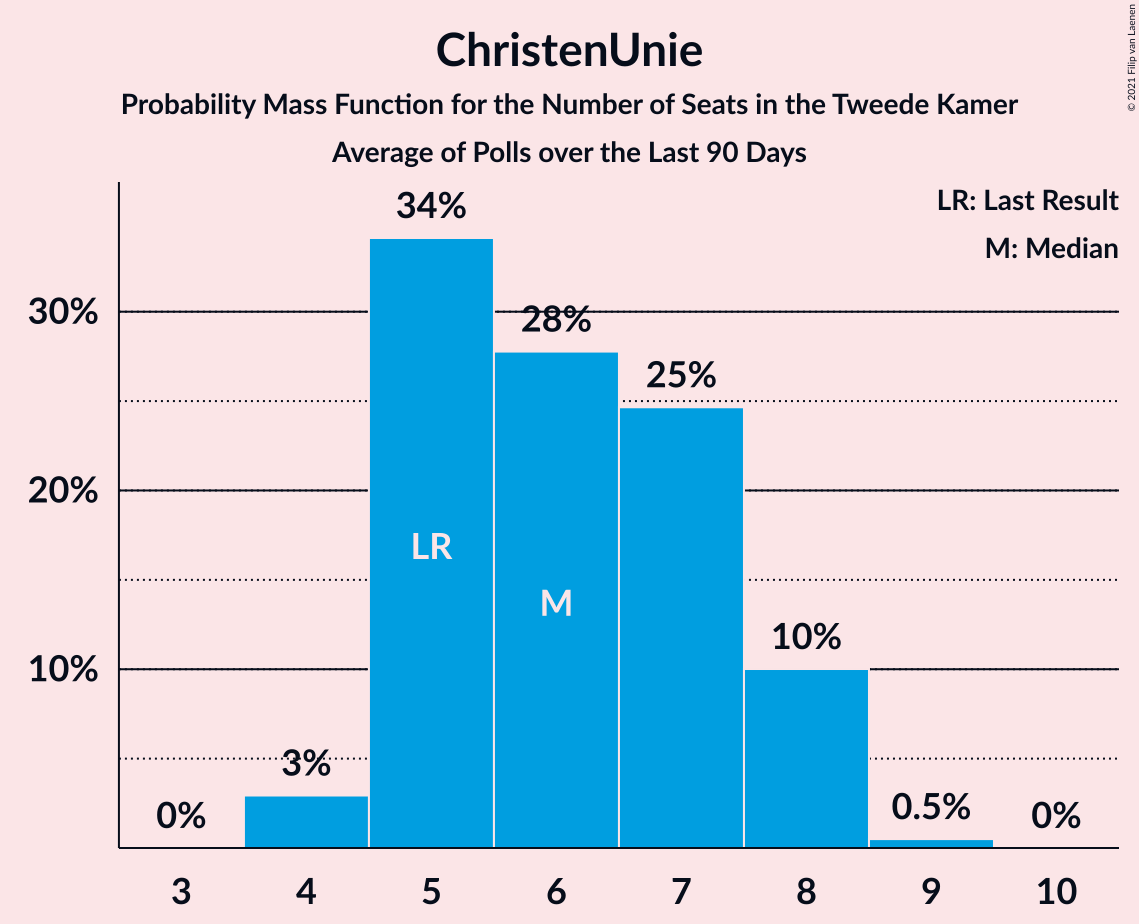 ChristenUnie
Probability Mass Function for the Number of Seats in the Tweede Kamer
Average of Polls over the Last 90 Days
© 2021 Filip van Laenen
LR: Last Result
M: Median
34%
30%
28%
25%
20%
LR
M
10%
10%
3%
0%
0.5%
0%
3 4 5 6 7 8 9 10